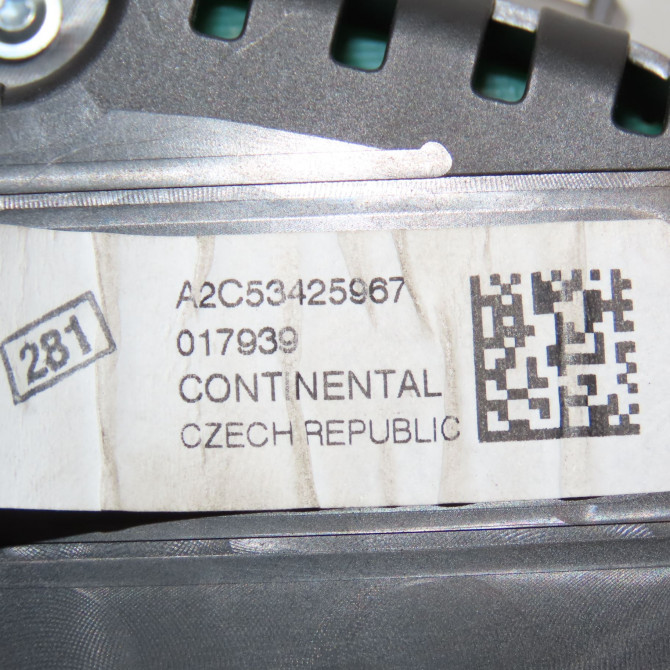 A2C53425967
017939
CONTINENTAL
CZECH REPUBLIC
281